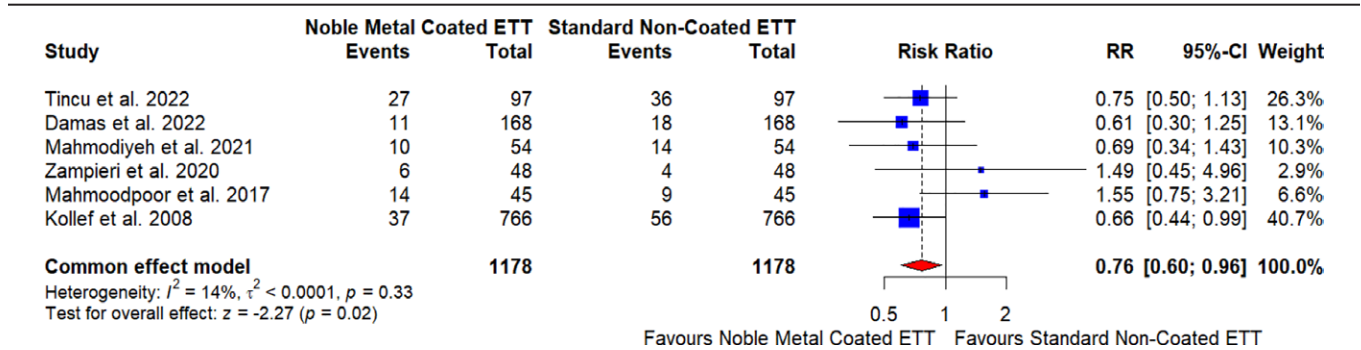 Noble Metal Coated ETT Standard Non-Coated ETT
Study Events Total Events Total Risk Ratio RR 95%-CI Weight
Tincu et al. 2022 27 97 36 97 0.75 [0.50; 1.13] 26.3%
Damas et al. 2022 11 168 18 168 0.61 [0.30; 1.25] 13.1%
Mahmodiyeh et al. 2021 10 54 14 54 0.69 [0.34; 1.43] 10.3%
Zampieri et al. 2020 6 48 4 48 1.49 [0.45; 4.96] 2.9%
Mahmoodpoor et al. 2017 14 45 9 45 1.55 [0.75; 3.21] 6.6%
Kollef et al. 2008 37 766 56 766 0.66 [0.44; 0.99] 40.7%
Common effect model 1178 1178 0.76 [0.60; 0.96] 100.0%
Heterogeneity: I² = 14%, τ² < 0.0001, p = 0.33
Test for overall effect: z = -2.27 (p = 0.02)
0.5 1 2
Favours Noble Metal Coated ETT Favours Standard Non-Coated ETT